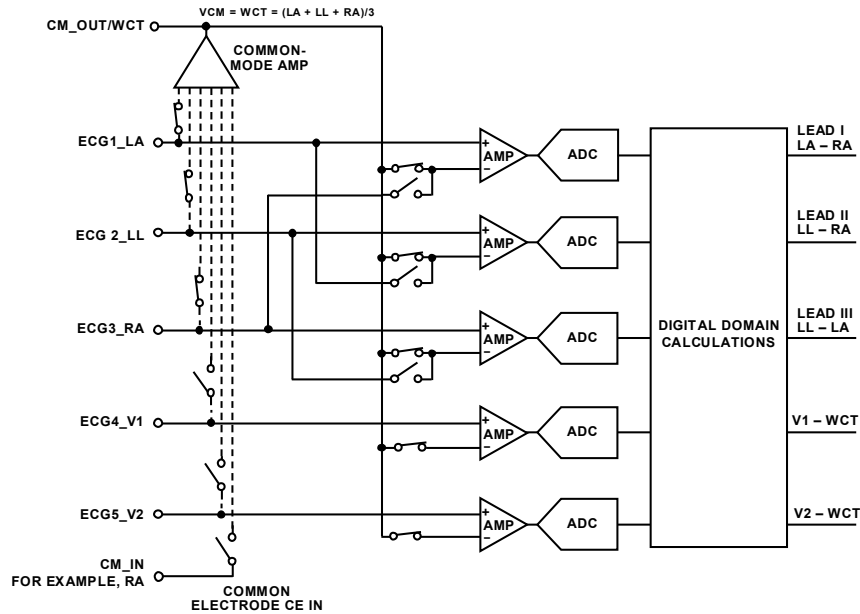 VCM = WCT = (LA + LL + RA)/3
CM_OUT/WCT
COMMON-
MODE AMP
ECG1_LA
+
AMP
–
ADC
LEAD I
LA – RA
ECG 2_LL
+
AMP
–
ADC
LEAD II
LL – RA
ECG3_RA
+
AMP
–
ADC
DIGITAL DOMAIN
CALCULATIONS
LEAD III
LL – LA
ECG4_V1
+
AMP
–
ADC
V1 – WCT
ECG5_V2
+
AMP
–
ADC
V2 – WCT
CM_IN
FOR EXAMPLE, RA
COMMON
ELECTRODE CE IN